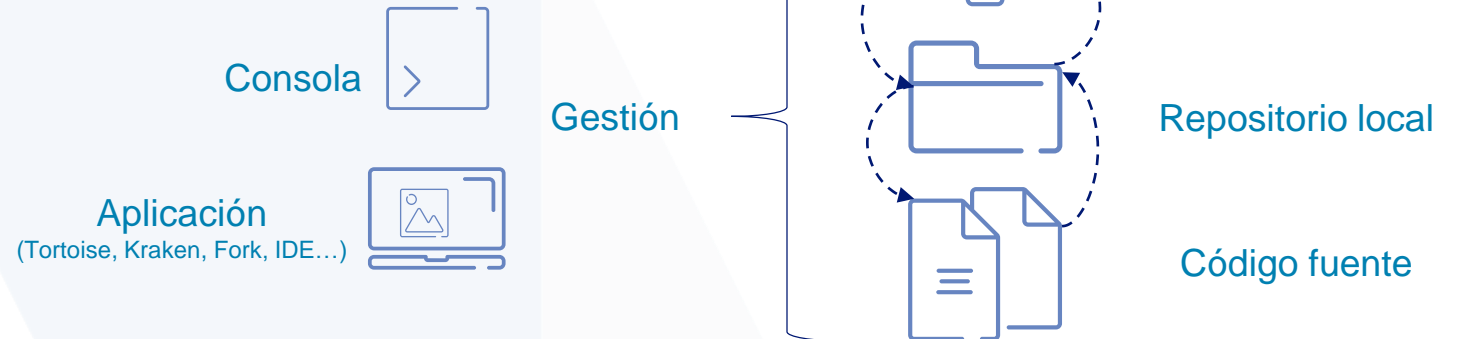 Consola
Gestión
Repositorio local
Aplicación
(Tortoise, Kraken, Fork, IDE…)
Código fuente